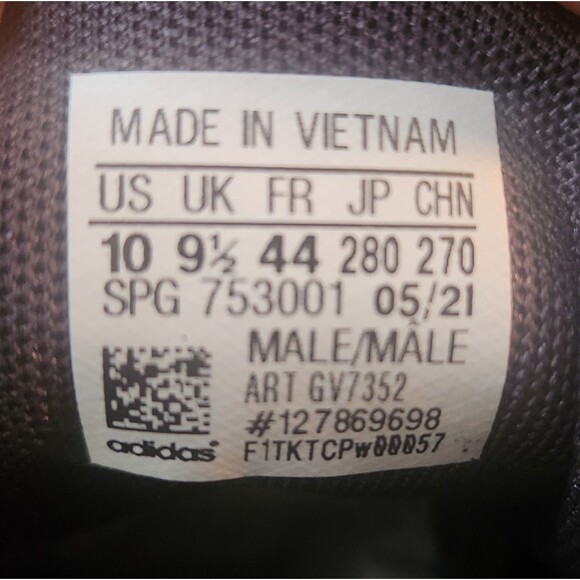 MADE IN VIETNAM
US UK FR JP CHN
10 9½ 44 280 270
SPG 753001 05/21
MALE/MÂLE
ART GV7352
#127869698
F1TKTCPW00057
adidas